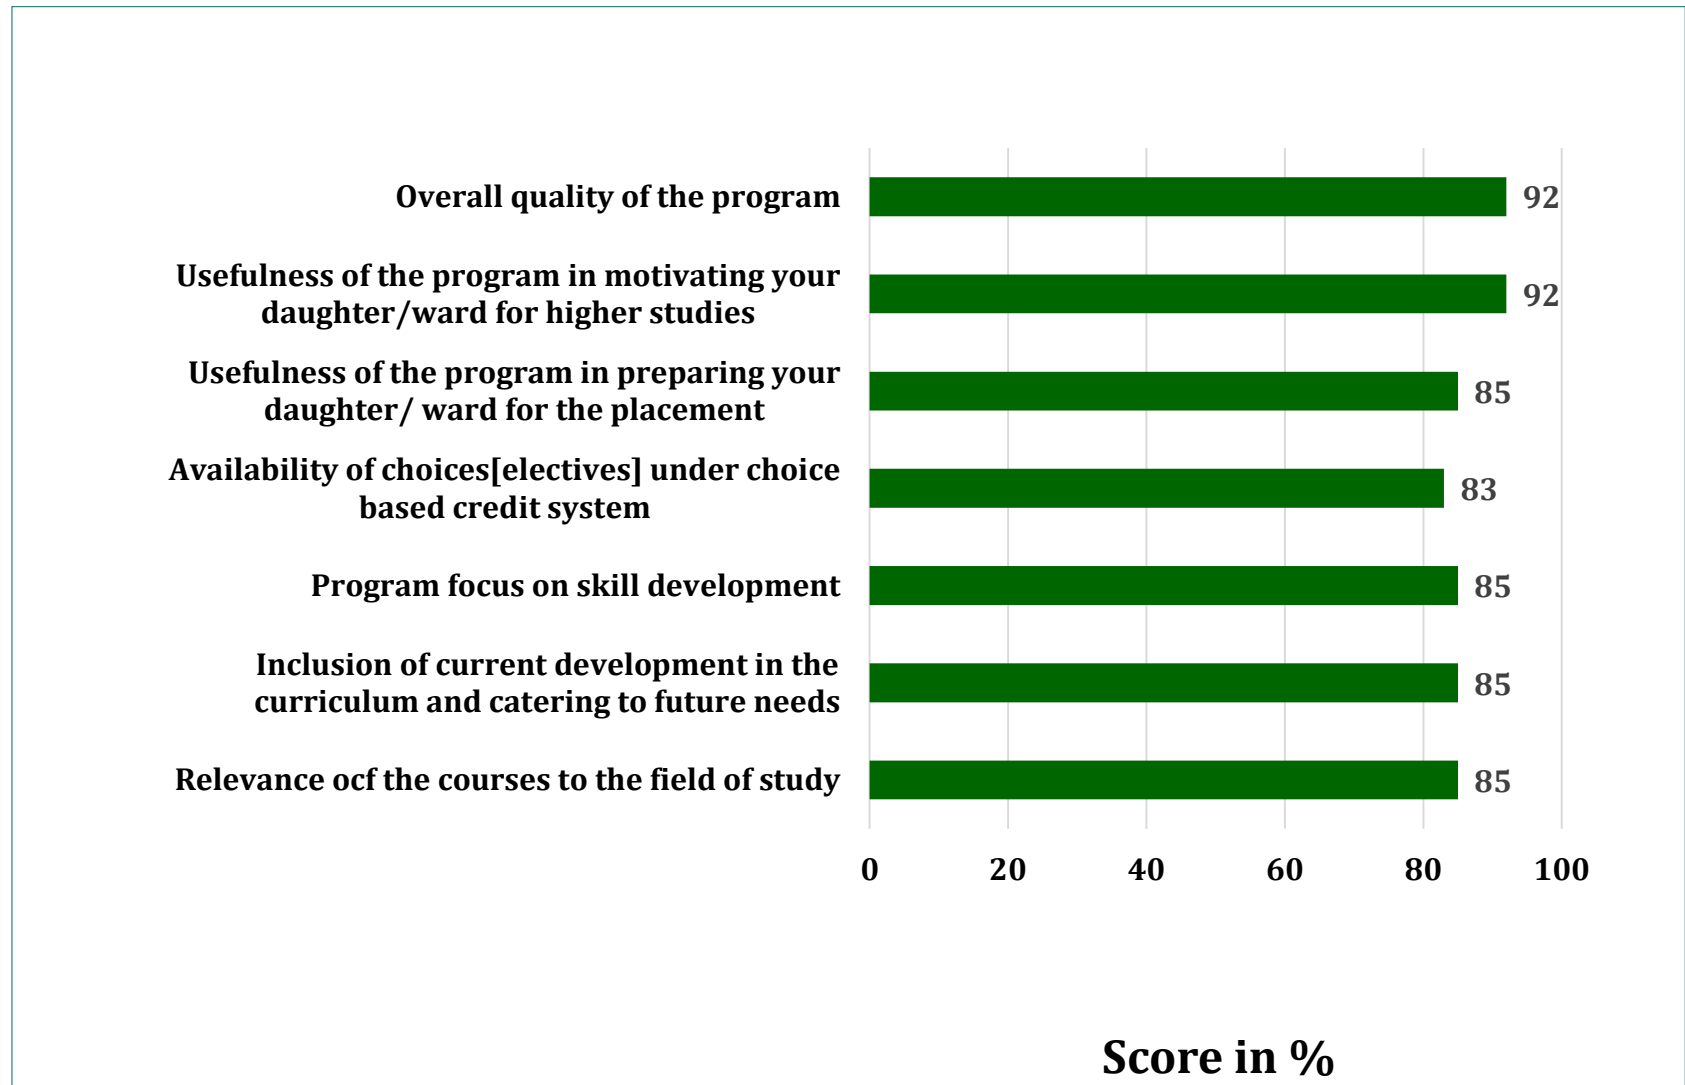 Overall quality of the program
92
Usefulness of the program in motivating your
daughter/ward for higher studies
92
Usefulness of the program in preparing your
daughter/ ward for the placement
85
Availability of choices[electives] under choice
based credit system
83
Program focus on skill development
85
Inclusion of current development in the
curriculum and catering to future needs
85
Relevance ocf the courses to the field of study
85
0 20 40 60 80 100
Score in %